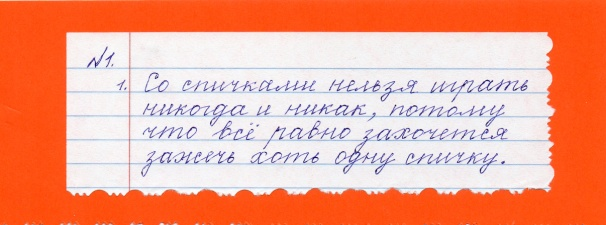 №1.
1. Со спичками нельзя играть
никогда и никак, потому
что всё равно захочется
зажечь хоть одну спичку.